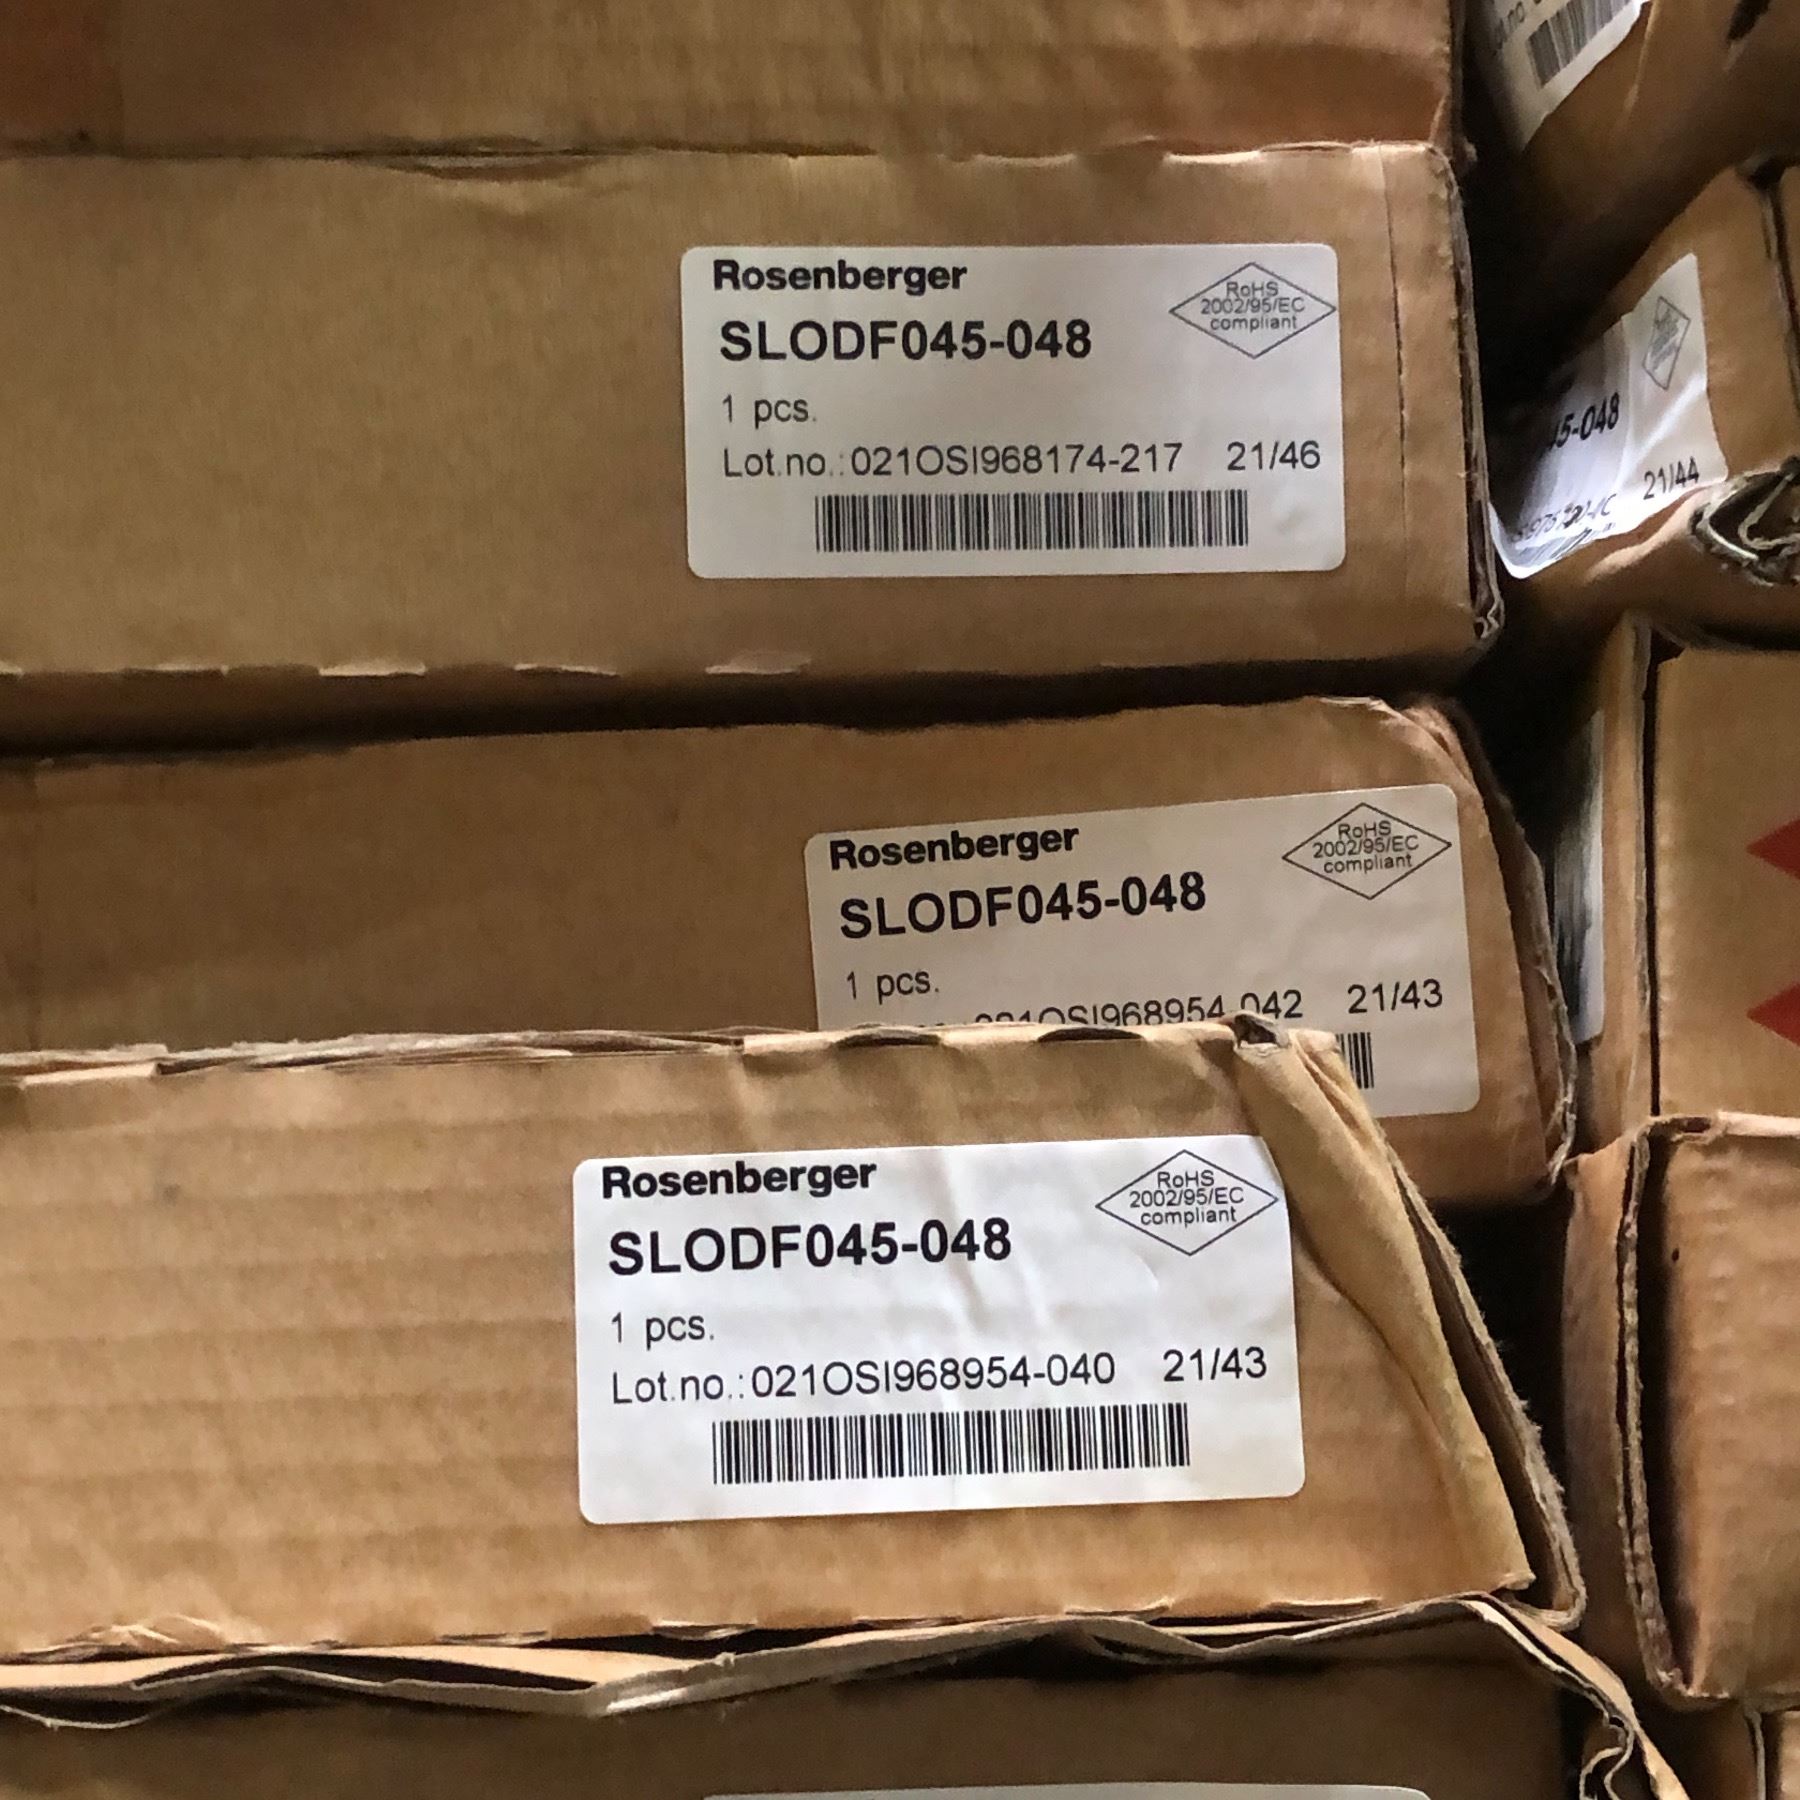 Rosenberger
RoHS
2002/95/EC
compliant
SLODF045-048
1 pcs.
Lot.no.:021OSI968174-217 21/46
45-048
21/44
Rosenberger
RoHS
2002/95/EC
compliant
SLODF045-048
1 pcs.
021OSI968954-042 21/43
Rosenberger
RoHS
2002/95/EC
compliant
SLODF045-048
1 pcs.
Lot.no.:021OSI968954-040 21/43